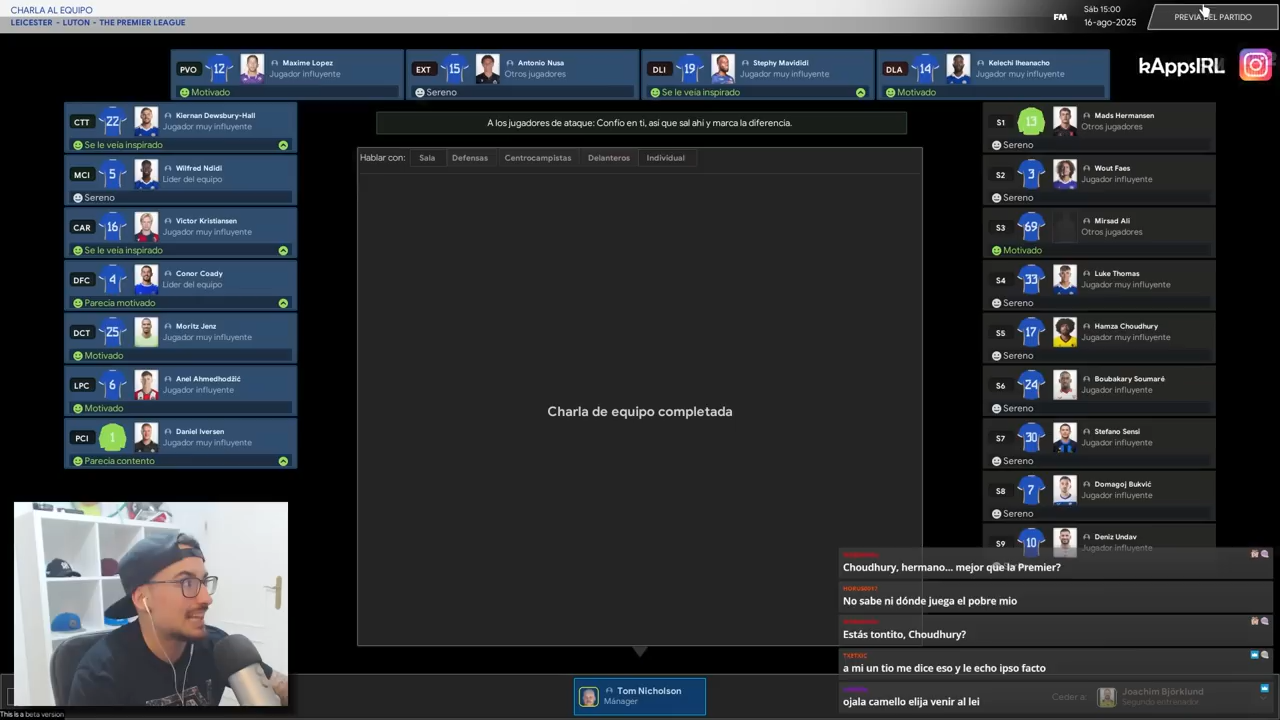 CHARLA AL EQUIPO
LEICESTER - LUTON - THE PREMIER LEAGUE
FM
Sáb 15:00
16-ago-2025
PREVIA DEL PARTIDO
kAppsIRL
PVO 12 Maxime Lopez
Jugador influyente
Motivado
EXT 15 Antonio Nusa
Otros jugadores
Sereno
DLI 19 Stephy Mavididi
Jugador muy influyente
Se le veía inspirado
DLA 14 Kelechi Iheanacho
Jugador muy influyente
Motivado
CTT 22 Kiernan Dewsbury-Hall
Jugador muy influyente
Se le veía inspirado
MCI 5 Wilfred Ndidi
Líder del equipo
Sereno
CAR 16 Victor Kristiansen
Jugador muy influyente
Se le veía inspirado
DFC 4 Conor Coady
Líder del equipo
Parecía motivado
DCT 25 Moritz Jenz
Jugador muy influyente
Motivado
LPC 6 Anel Ahmedhodžić
Jugador influyente
Motivado
PCI 1 Daniel Iversen
Jugador muy influyente
Parecía contento
A los jugadores de ataque: Confío en ti, así que sal ahí y marca la diferencia.
Hablar con: Sala Defensas Centrocampistas Delanteros Individual
Charla de equipo completada
S1 13 Mads Hermansen
Otros jugadores
Sereno
S2 3 Wout Faes
Jugador influyente
Sereno
S3 69 Mirsad Ali
Otros jugadores
Motivado
S4 33 Luke Thomas
Jugador muy influyente
Sereno
S5 17 Hamza Choudhury
Jugador muy influyente
Sereno
S6 24 Boubakary Soumaré
Jugador influyente
Sereno
S7 30 Stefano Sensi
Jugador influyente
Sereno
S8 7 Domagoj Bukvić
Jugador influyente
Sereno
S9 10 Deniz Undav
Choudhury, hermano... mejor que la Premier?
No sabe ni dónde juega el pobre mio
Estás tontito, Choudhury?
a mi un tio me dice eso y le echo ipso facto
ojala camello elija venir al lei
Tom Nicholson
Mánager
Ceder a: Joachim Björklund
Segundo entrenador
This is a beta version